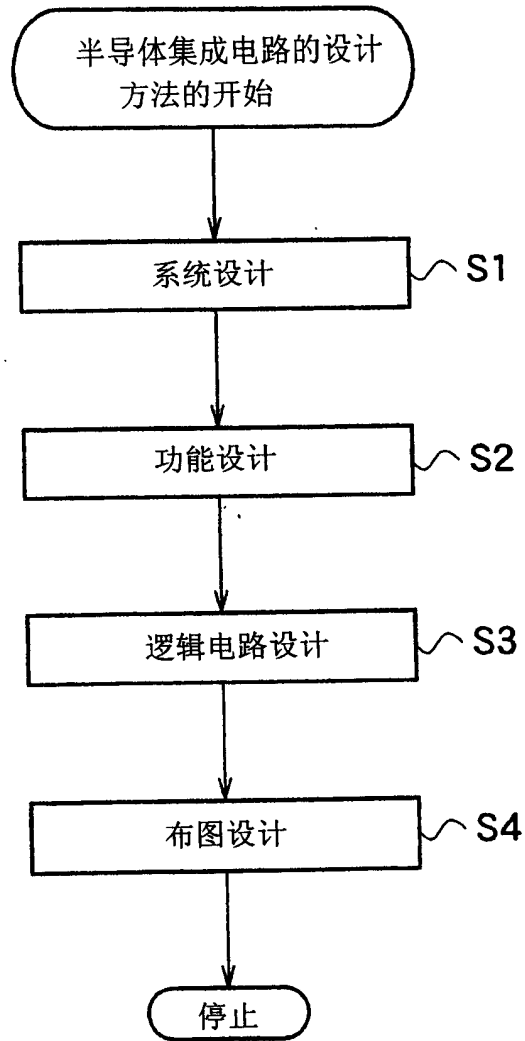 半导体集成电路的设计
方法的开始
系统设计 S1
功能设计 S2
逻辑电路设计 S3
布图设计 S4
停止